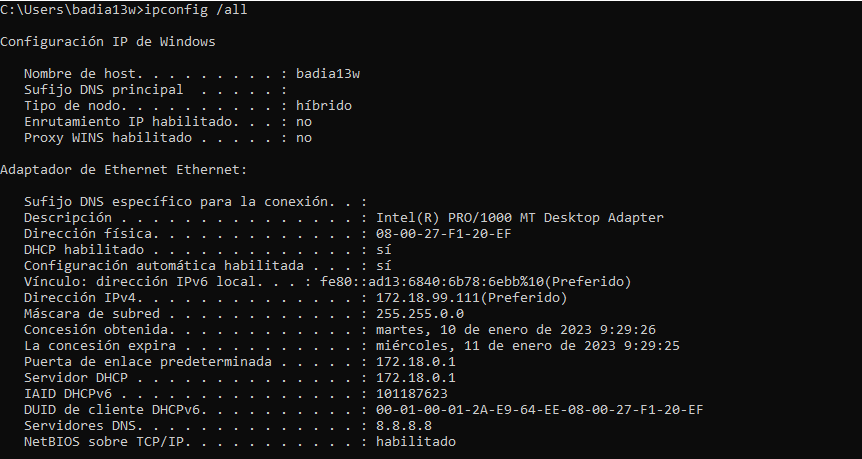 C:\Users\badia13w>ipconfig /all
Configuración IP de Windows
Nombre de host. . . . . . . . . : badia13w
Sufijo DNS principal  . . . . . :
Tipo de nodo. . . . . . . . . . : híbrido
Enrutamiento IP habilitado. . . : no
Proxy WINS habilitado . . . . . : no
Adaptador de Ethernet Ethernet:
Sufijo DNS específico para la conexión. . :
Descripción . . . . . . . . . . . . . . . : Intel(R) PRO/1000 MT Desktop Adapter
Dirección física. . . . . . . . . . . . . : 08-00-27-F1-20-EF
DHCP habilitado . . . . . . . . . . . . . : sí
Configuración automática habilitada . . . : sí
Vínculo: dirección IPv6 local. . . : fe80::ad13:6840:6b78:6ebb%10(Preferido)
Dirección IPv4. . . . . . . . . . . . . . : 172.18.99.111(Preferido)
Máscara de subred . . . . . . . . . . . . : 255.255.0.0
Concesión obtenida. . . . . . . . . . . . : martes, 10 de enero de 2023 9:29:26
La concesión expira . . . . . . . . . . . : miércoles, 11 de enero de 2023 9:29:25
Puerta de enlace predeterminada . . . . . : 172.18.0.1
Servidor DHCP . . . . . . . . . . . . . . : 172.18.0.1
IAID DHCPv6 . . . . . . . . . . . . . . . : 101187623
DUID de cliente DHCPv6. . . . . . . . . . : 00-01-00-01-2A-E9-64-EE-08-00-27-F1-20-EF
Servidores DNS. . . . . . . . . . . . . . : 8.8.8.8
NetBIOS sobre TCP/IP. . . . . . . . . . . : habilitado